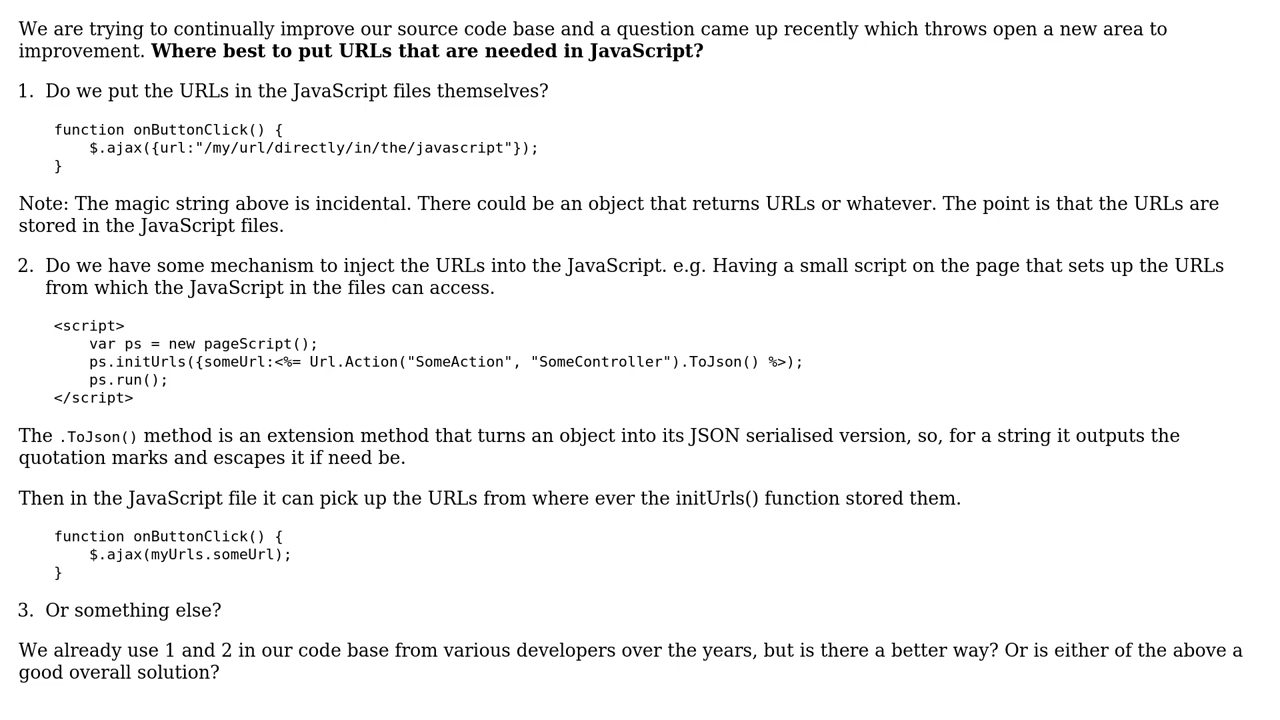 We are trying to continually improve our source code base and a question came up recently which throws open a new area to
improvement. Where best to put URLs that are needed in JavaScript?
1. Do we put the URLs in the JavaScript files themselves?
function onButtonClick() {
    $.ajax({url:"/my/url/directly/in/the/javascript"});
}
Note: The magic string above is incidental. There could be an object that returns URLs or whatever. The point is that the URLs are
stored in the JavaScript files.
2. Do we have some mechanism to inject the URLs into the JavaScript. e.g. Having a small script on the page that sets up the URLs
from which the JavaScript in the files can access.
<script>
    var ps = new pageScript();
    ps.initUrls({someUrl:<%= Url.Action("SomeAction", "SomeController").ToJson() %>);
    ps.run();
</script>
The .ToJson() method is an extension method that turns an object into its JSON serialised version, so, for a string it outputs the
quotation marks and escapes it if need be.
Then in the JavaScript file it can pick up the URLs from where ever the initUrls() function stored them.
function onButtonClick() {
    $.ajax(myUrls.someUrl);
}
3. Or something else?
We already use 1 and 2 in our code base from various developers over the years, but is there a better way? Or is either of the above a
good overall solution?